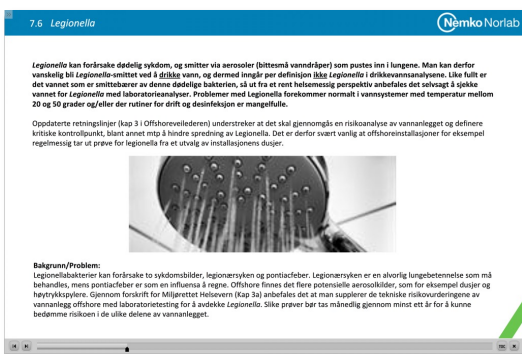 7.6 Legionella
Nemko Norlab
Legionella kan forårsake dødelig sykdom, og smitter via aerosoler (bittesmå vanndråper) som pustes inn i lungene. Man kan derfor
vanskelig bli Legionella-smittet ved å drikke vann, og dermed inngår per definisjon ikke Legionella i drikkevannsanalysene. Like fullt er
det vannet som er smittebærer av denne dødelige bakterien, så ut fra et rent helsemessig perspektiv anbefales det selvsagt å sjekke
vannet for Legionella med laboratorieanalyser. Problemer med Legionella forekommer normalt i vannsystemer med temperatur mellom
20 og 50 grader og/eller der rutiner for drift og desinfeksjon er mangelfulle.
Oppdaterte retningslinjer (kap 3 i Offshoreveilederen) understreker at det skal gjennomgås en risikoanalyse av vannanlegget og definere
kritiske kontrollpunkt, blant annet mtp å hindre spredning av Legionella. Det er derfor svært vanlig at offshoreinstallasjoner for eksempel
regelmessig tar ut prøve for legionella fra et utvalg av installasjonens dusjer.
Bakgrunn/Problem:
Legionellabakterier kan forårsake to sykdomsbilder, legionærsyken og pontiacfeber. Legionærsyken er en alvorlig lungebetennelse som må
behandles, mens pontiacfeber er som en influensa å regne. Offshore finnes det flere potensielle aerosolkilder, som for eksempel dusjer og
høytrykkspylere. Gjennom forskrift for Miljørettet Helsevern (Kap 3a) anbefales det at man supplerer de tekniske risikovurderingene av
vannanlegg offshore med laboratorietesting for å avdekke Legionella. Slike prøver bør tas månedlig gjennom minst ett år for å kunne
bedømme risikoen i de ulike delene av vannanlegget.
TOC